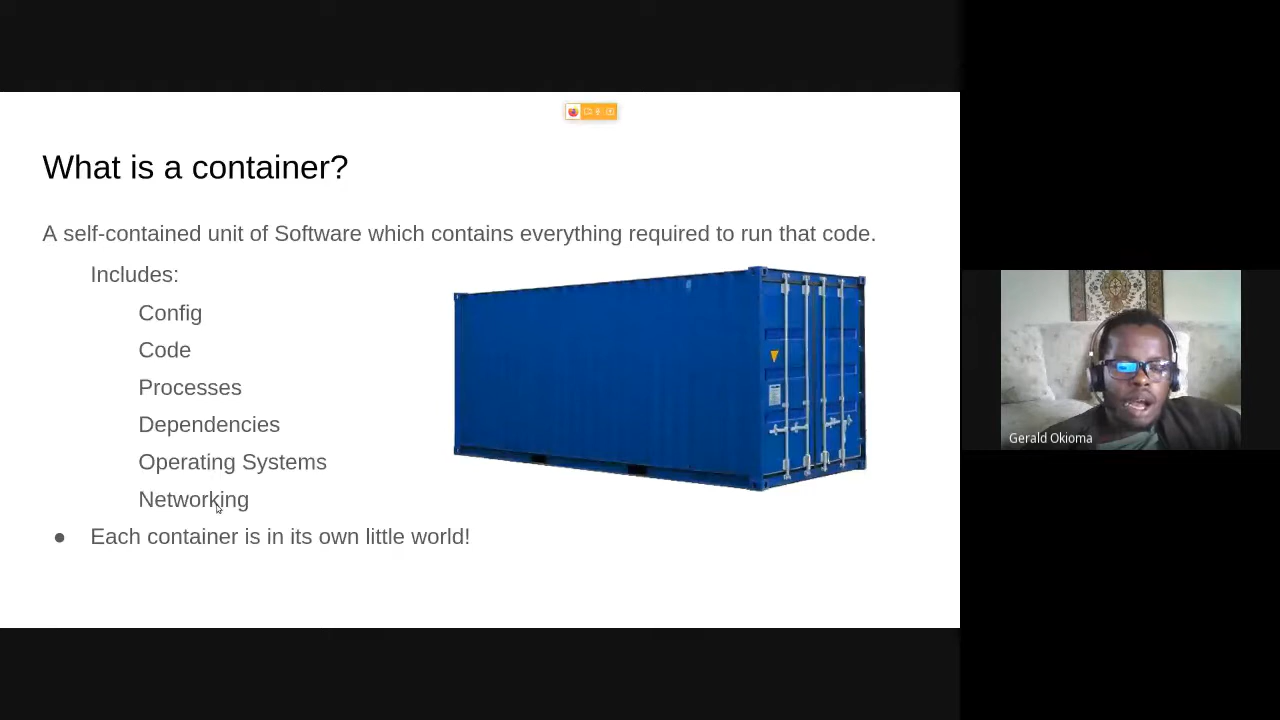 What is a container?
A self-contained unit of Software which contains everything required to run that code.
Includes:
Config
Code
Processes
Dependencies
Operating Systems
Networking
● Each container is in its own little world!
Gerald Okioma